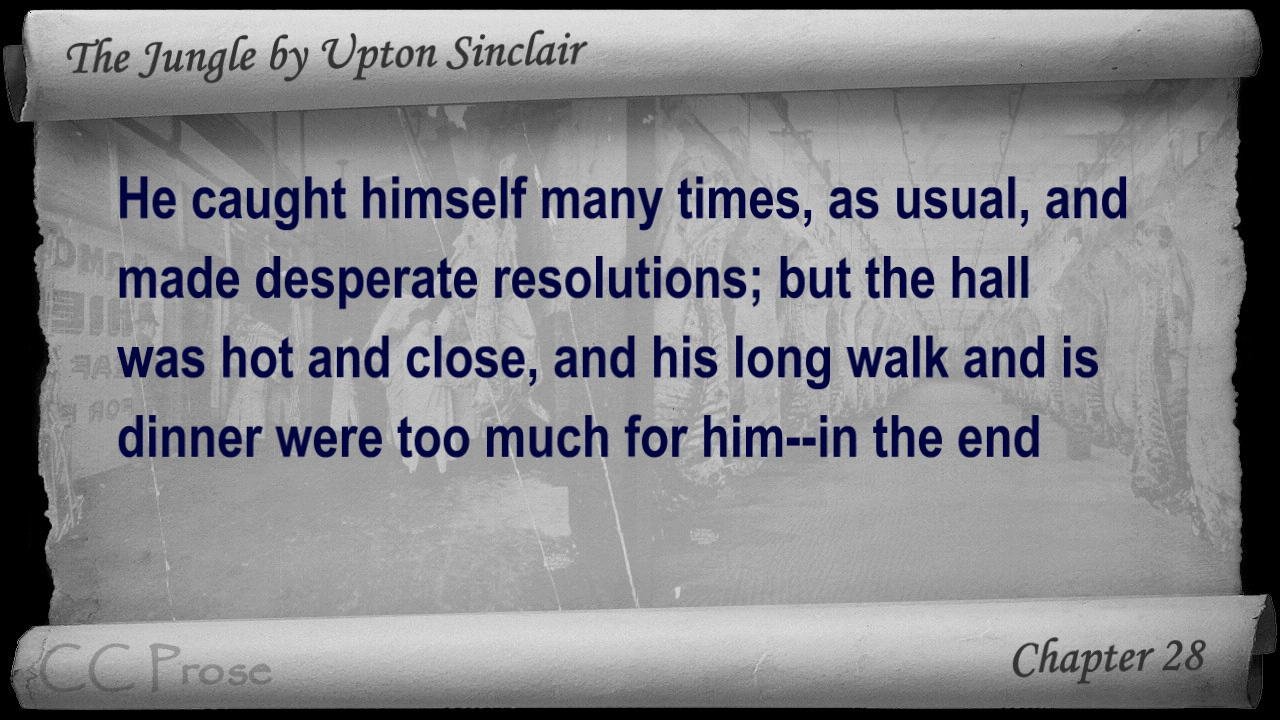 The Jungle by Upton Sinclair
He caught himself many times, as usual, and
made desperate resolutions; but the hall
was hot and close, and his long walk and is
dinner were too much for him--in the end
CC Prose
Chapter 28